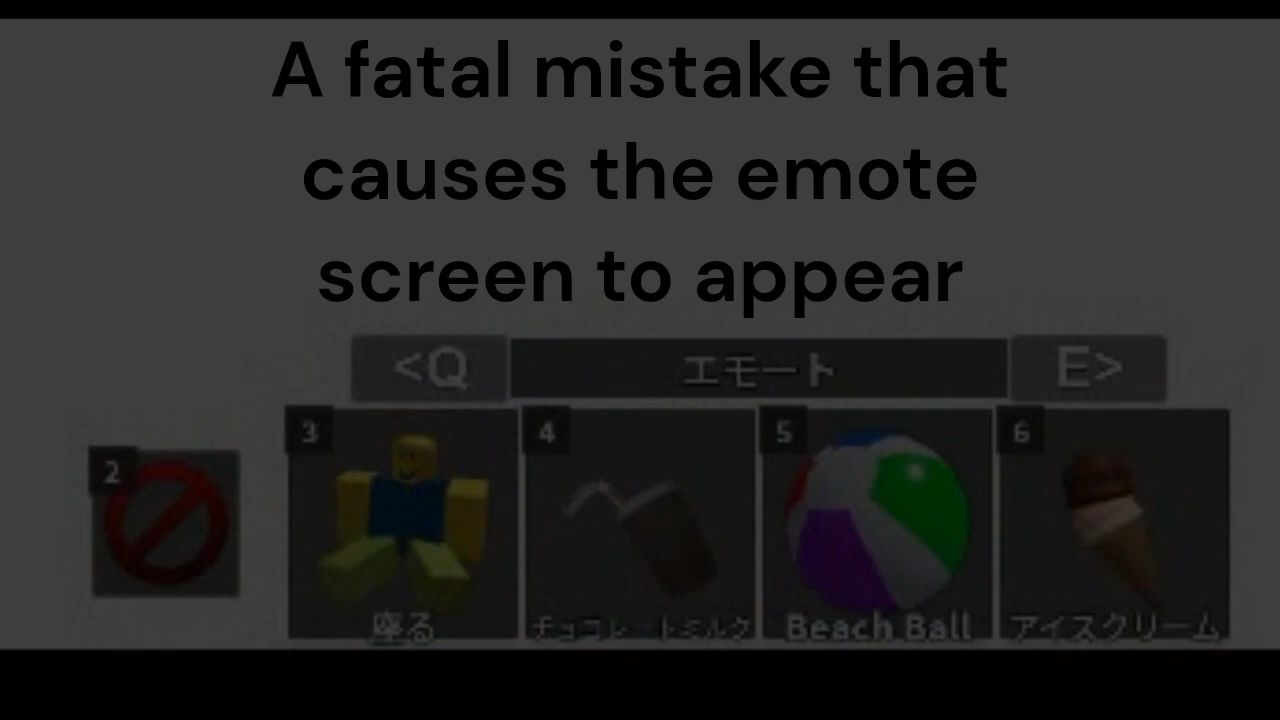 A fatal mistake that
causes the emote
screen to appear
<Q エモート E>
2
3
4
5
6
座る
チョコレートミルク
Beach Ball
アイスクリーム